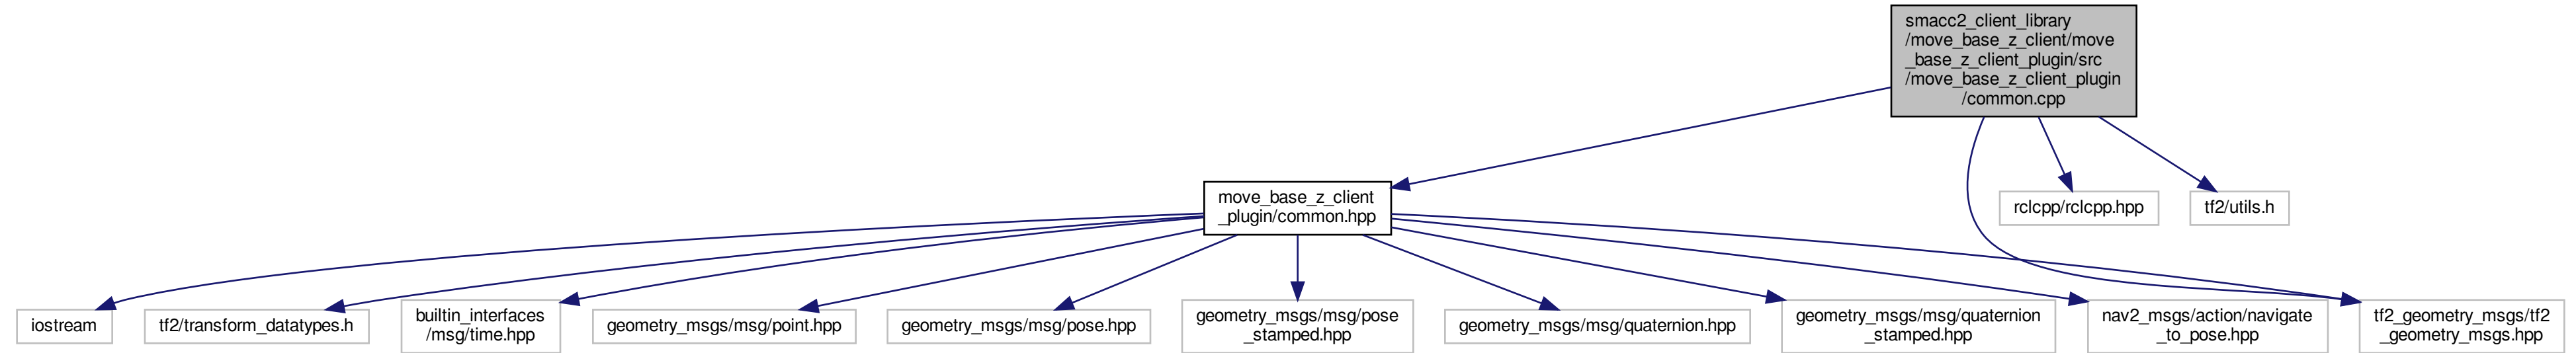 smacc2_client_library
/move_base_z_client/move
_base_z_client_plugin/src
/move_base_z_client_plugin
/common.cpp
move_base_z_client
_plugin/common.hpp
rclcpp/rclcpp.hpp
tf2/utils.h
iostream
tf2/transform_datatypes.h
builtin_interfaces
/msg/time.hpp
geometry_msgs/msg/point.hpp
geometry_msgs/msg/pose.hpp
geometry_msgs/msg/pose
_stamped.hpp
geometry_msgs/msg/quaternion.hpp
geometry_msgs/msg/quaternion
_stamped.hpp
nav2_msgs/action/navigate
_to_pose.hpp
tf2_geometry_msgs/tf2
_geometry_msgs.hpp